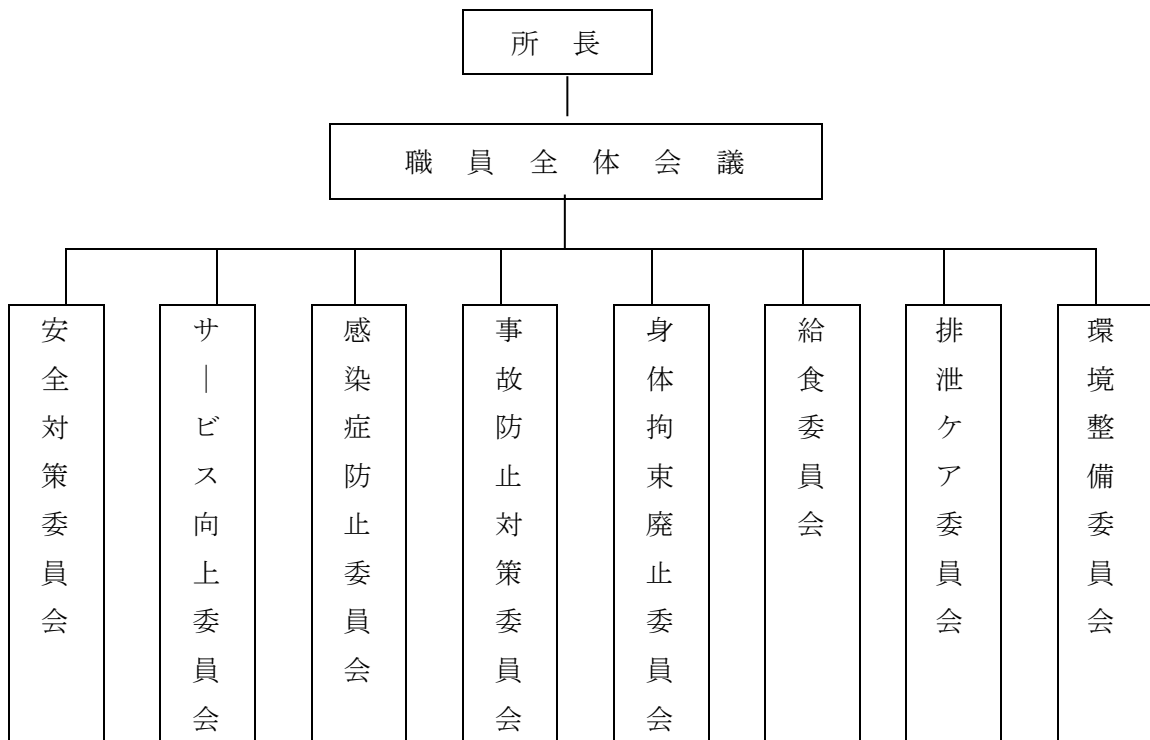 所 長
職 員 全 体 会 議
安全対策委員会
サービス向上委員会
感染症防止委員会
事故防止対策委員会
身体拘束廃止委員会
給食委員会
排泄ケア委員会
環境整備委員会